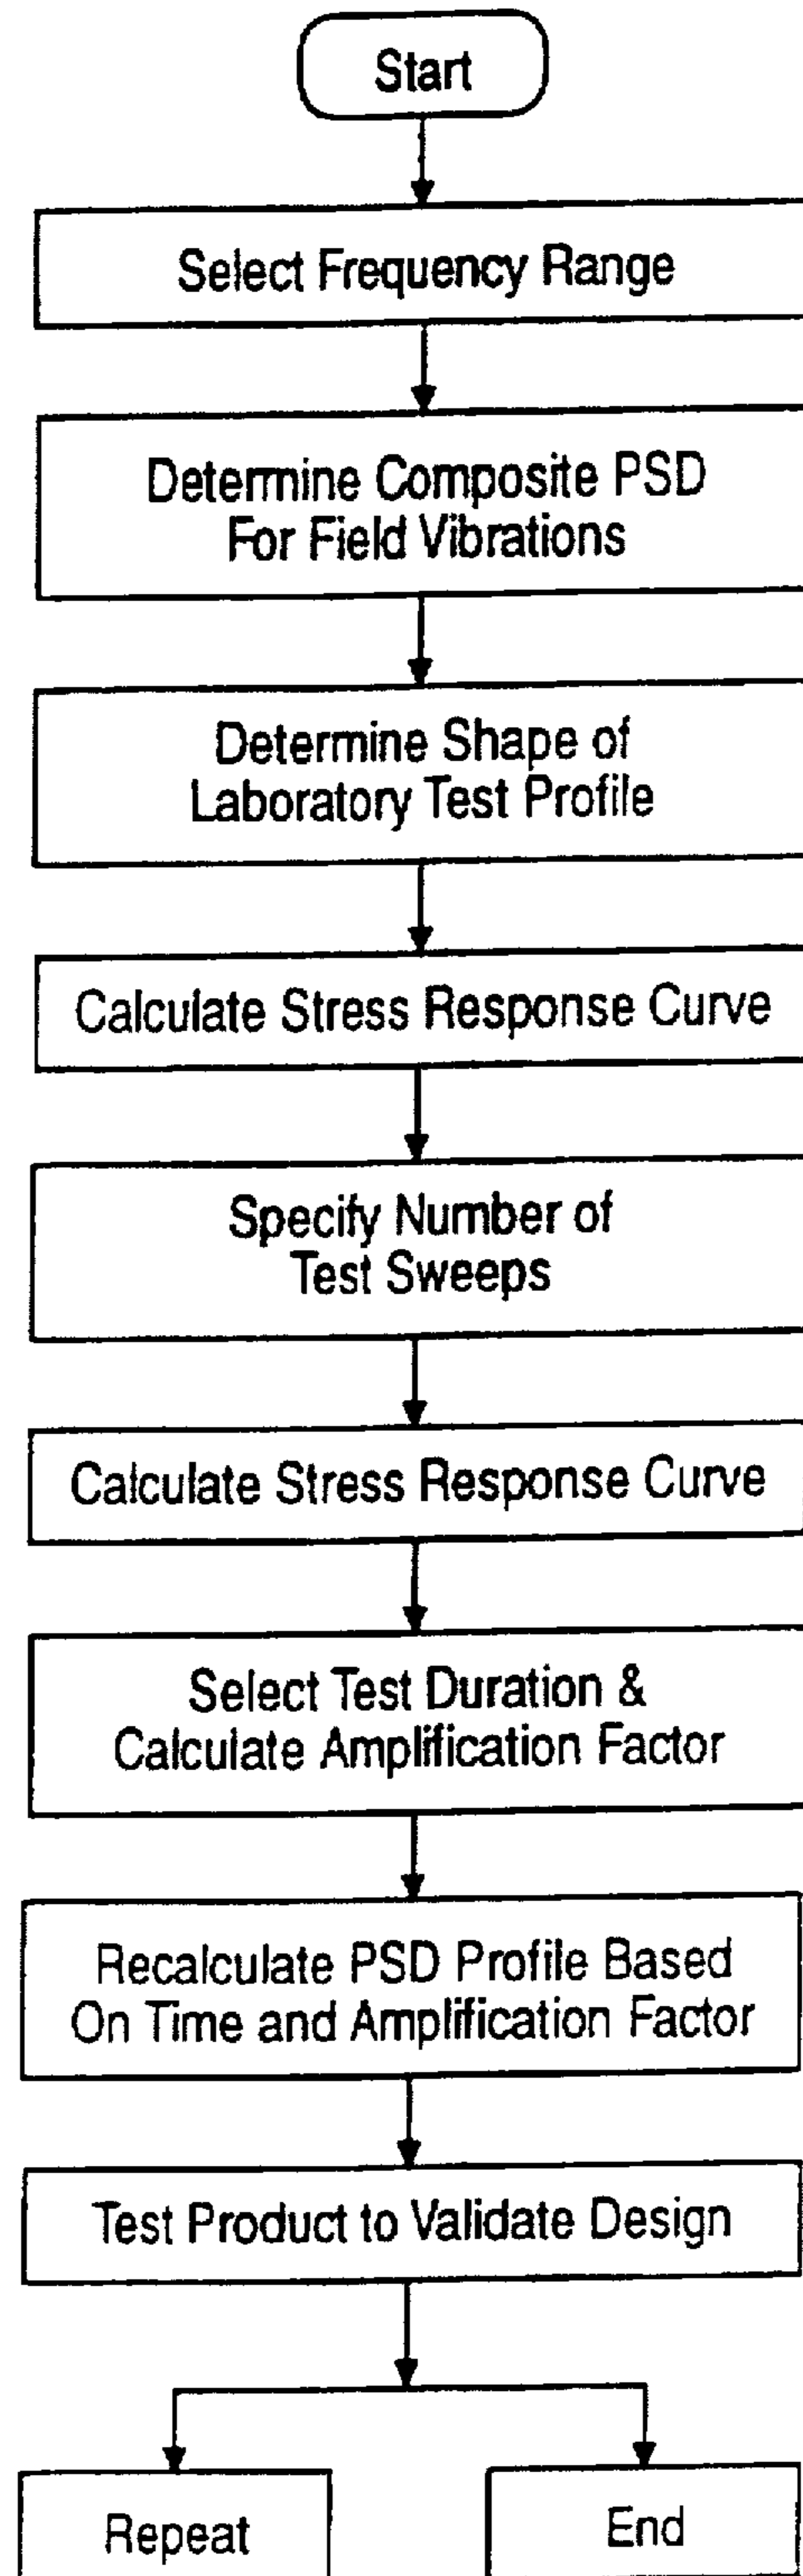 Start
Select Frequency Range
Determine Composite PSD
For Field Vibrations
Determine Shape of
Laboratory Test Profile
Calculate Stress Response Curve
Specify Number of
Test Sweeps
Calculate Stress Response Curve
Select Test Duration &
Calculate Amplification Factor
Recalculate PSD Profile Based
On Time and Amplification Factor
Test Product to Validate Design
Repeat
End